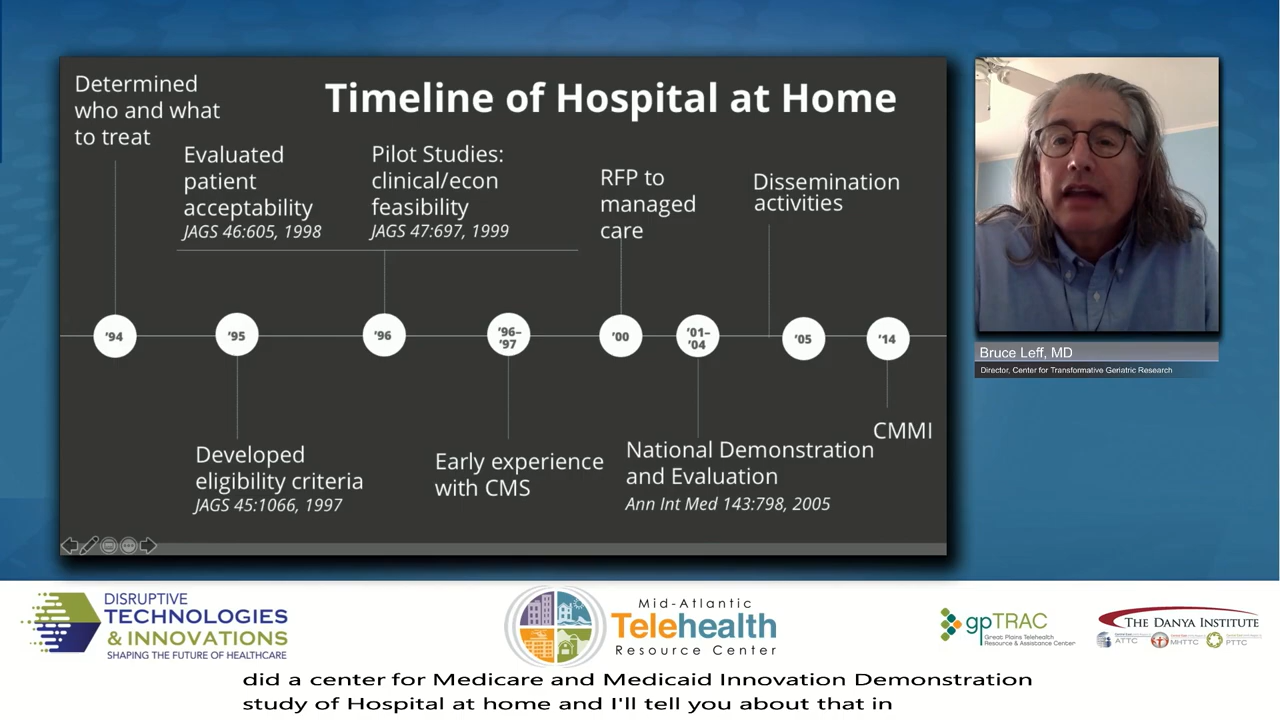 Determined
who and what
to treat
Timeline of Hospital at Home
Evaluated
patient
acceptability
JAGS 46:605, 1998
Pilot Studies:
clinical/econ
feasibility
JAGS 47:697, 1999
RFP to
managed
care
Dissemination
activities
'94
'95
'96
'96–
'97
'00
'01–
'04
'05
'14
Developed
eligibility criteria
JAGS 45:1066, 1997
Early experience
with CMS
National Demonstration
and Evaluation
Ann Int Med 143:798, 2005
CMMI
Bruce Leff, MD
Director, Center for Transformative Geriatric Research
DISRUPTIVE
TECHNOLOGIES
& INNOVATIONS
SHAPING THE FUTURE OF HEALTHCARE
Mid-Atlantic
Telehealth
Resource Center
gpTRAC
Great Plains Telehealth
Resource & Assistance Center
THE DANYA INSTITUTE
ATTC
MHTTC
PTTC
did a center for Medicare and Medicaid Innovation Demonstration
study of Hospital at home and I'll tell you about that in